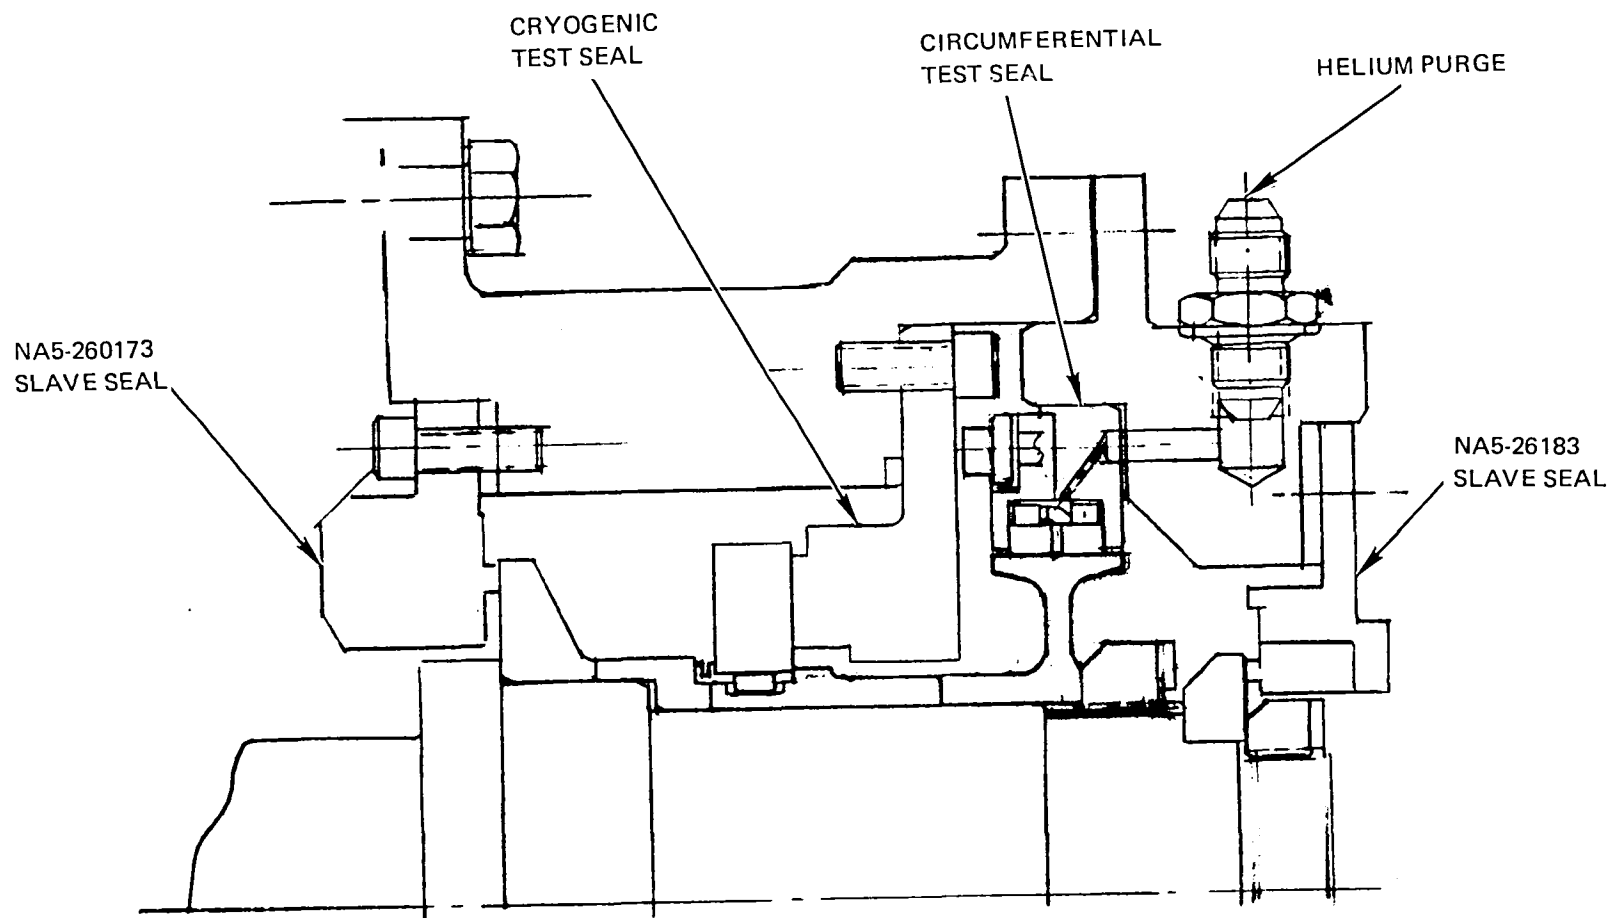 CRYOGENIC
TEST SEAL
CIRCUMFERENTIAL
TEST SEAL
HELIUM PURGE
NA5-260173
SLAVE SEAL
NA5-26183
SLAVE SEAL